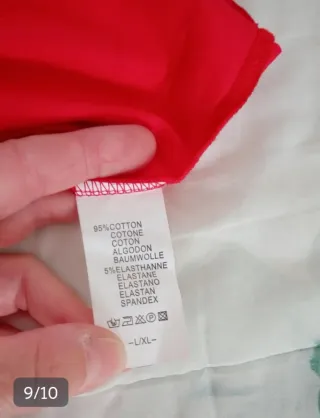 95%COTTON
COTONE
COTON
ALGODON
BAUMWOLLE
5%ELASTHANNE
ELASTANE
ELASTANO
ELASTAN
SPANDEX
-L/XL-
9/10